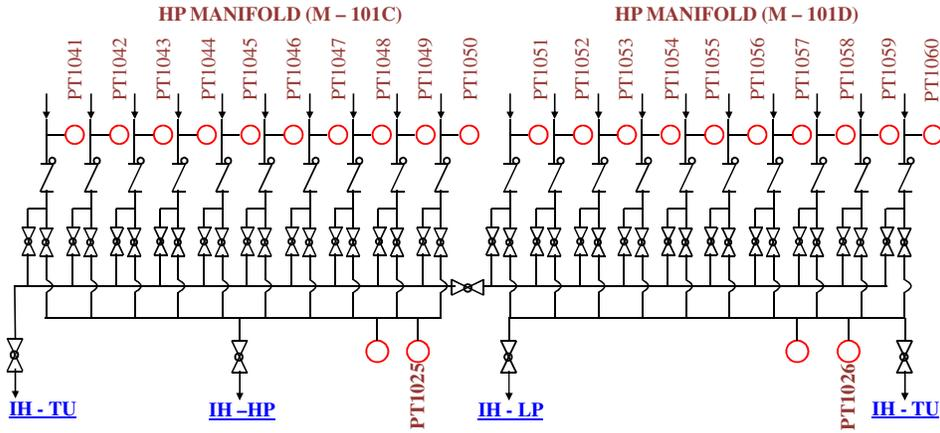 HP MANIFOLD (M – 101C)
HP MANIFOLD (M – 101D)
PT1041
PT1042
PT1043
PT1044
PT1045
PT1046
PT1047
PT1048
PT1049
PT1050
PT1051
PT1052
PT1053
PT1054
PT1055
PT1056
PT1057
PT1058
PT1059
PT1060
PT1025
PT1026
IH - TU
IH –HP
IH - LP
IH - TU